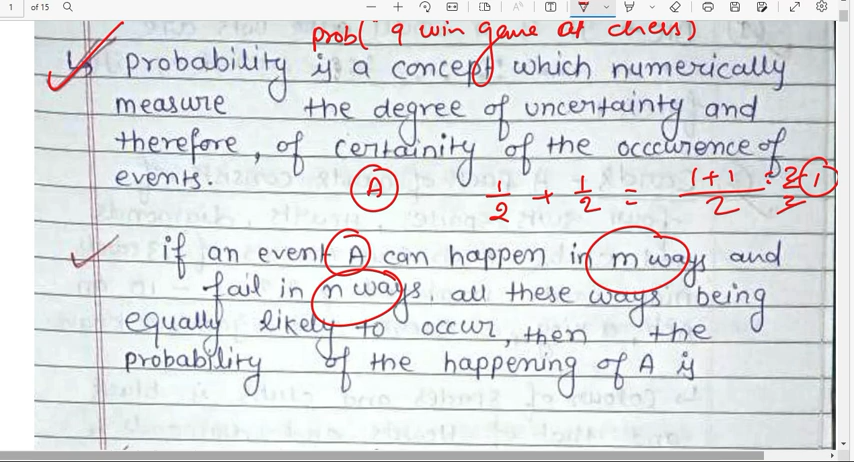 1 of 15
prob( 9 win game at chess)
probability is a concept which numerically
measure the degree of uncertainty and
therefore, of certainity of the occcurence of
events.
A 1/2 + 1/2 = 1+1/2 = 2/2 = 1
if an event A can happen in m ways and
fail in n ways. all these ways being
equally likely to occur, then the
probability of the happening of A is